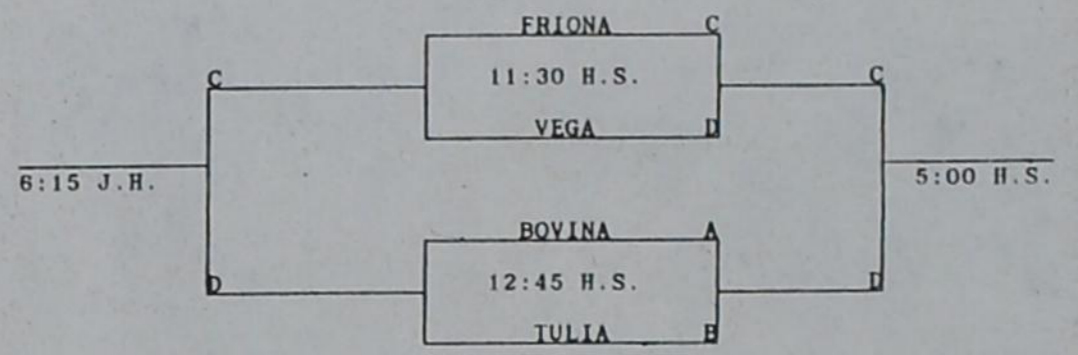 FRIONA C
C 11:30 H.S. C
VEGA D
6:15 J.H. 5:00 H.S.
BOVINA A
D 12:45 H.S. D
TULIA B